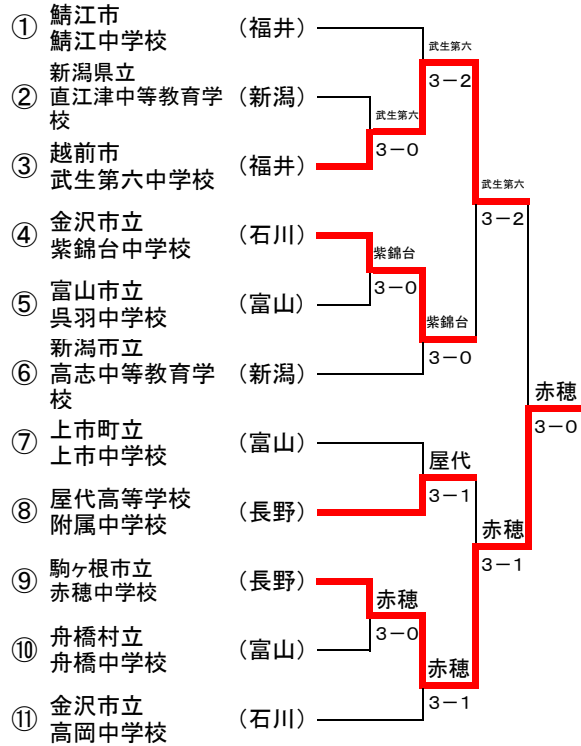 ① 鯖江市
鯖江中学校
（福井）
② 新潟県立
直江津中等教育学
校
（新潟）
③ 越前市
武生第六中学校
（福井）
④ 金沢市立
紫錦台中学校
（石川）
⑤ 富山市立
呉羽中学校
（富山）
⑥ 新潟市立
高志中等教育学
校
（新潟）
⑦ 上市町立
上市中学校
（富山）
⑧ 屋代高等学校
附属中学校
（長野）
⑨ 駒ヶ根市立
赤穂中学校
（長野）
⑩ 舟橋村立
舟橋中学校
（富山）
⑪ 金沢市立
高岡中学校
（石川）
武生第六
3－0
紫錦台
3－0
赤穂
3－0
武生第六
3－2
紫錦台
3－0
屋代
3－1
赤穂
3－1
武生第六
3－2
赤穂
3－1
赤穂
3－0